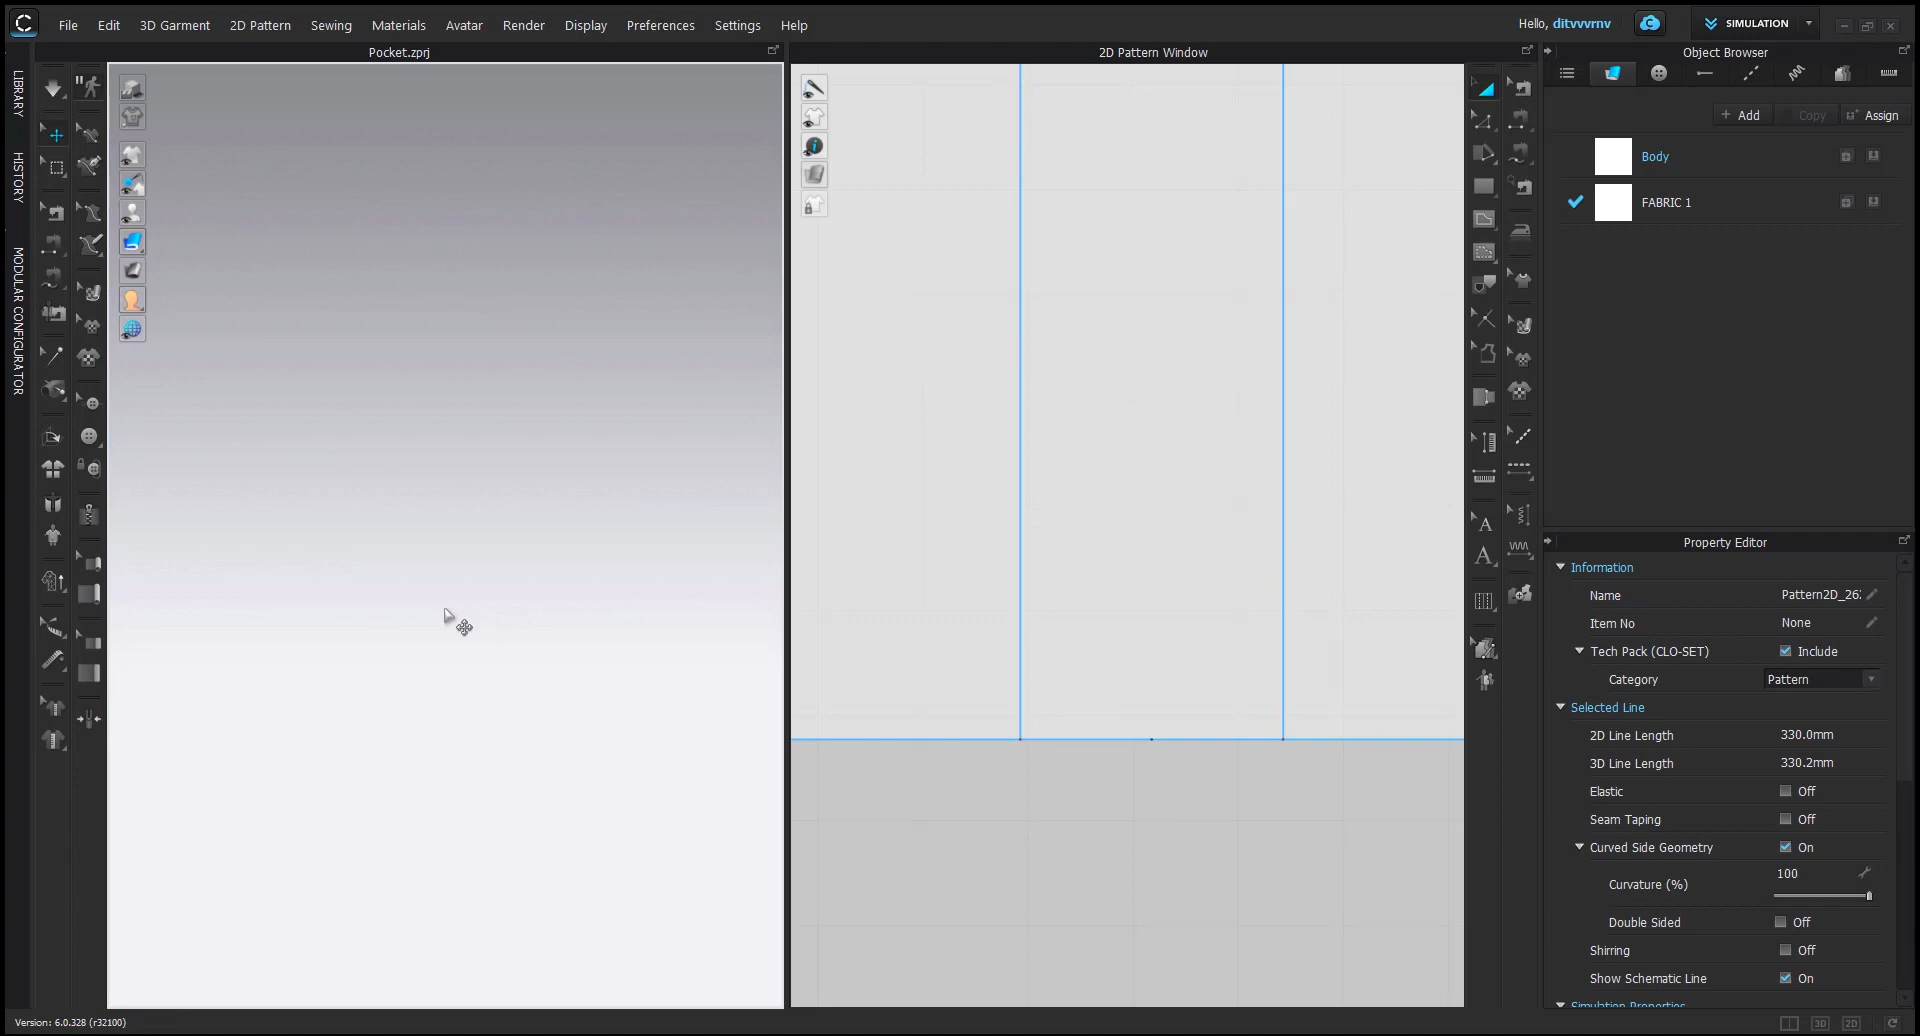 File Edit 3D Garment 2D Pattern Sewing Materials Avatar Render Display Preferences Settings Help
Hello, ditvvvrnv
SIMULATION
Pocket.zprj
2D Pattern Window
Object Browser
LIBRARY
HISTORY
MODULAR CONFIGURATOR
+ Add
Copy
Assign
Body
FABRIC 1
Property Editor
Information
Name Pattern2D_26
Item No None
Tech Pack (CLO-SET) Include
Category Pattern
Selected Line
2D Line Length 330.0mm
3D Line Length 330.2mm
Elastic Off
Seam Taping Off
Curved Side Geometry On
Curvature (%) 100
Double Sided Off
Shirring Off
Show Schematic Line On
Simulation Properties
Version: 6.0.328 (r32100)
3D
2D